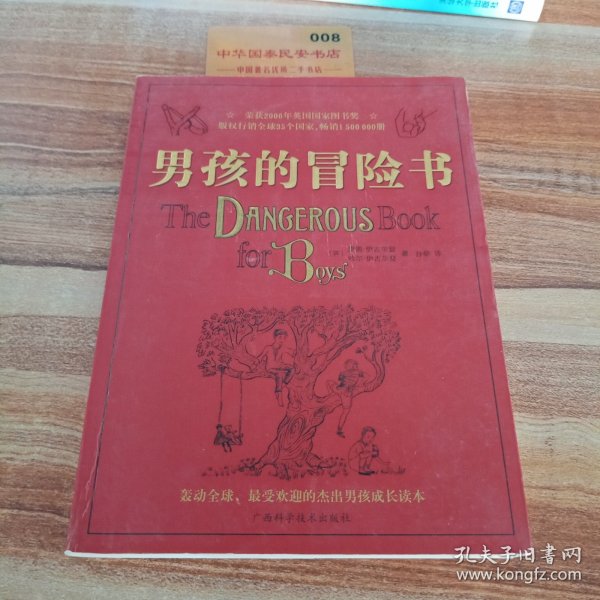 008
中华国泰民安书店
中国著名优质二手书店
☆ 荣获2006年英国国家图书奖 ☆
版权行销全球35个国家,畅销1 500 000册
男孩的冒险书
The DANGEROUS Book
for Boys
广西科学技术出版社
轰动全球、最受欢迎的杰出男孩成长读本
孔夫子旧书网
www.kongfz.com